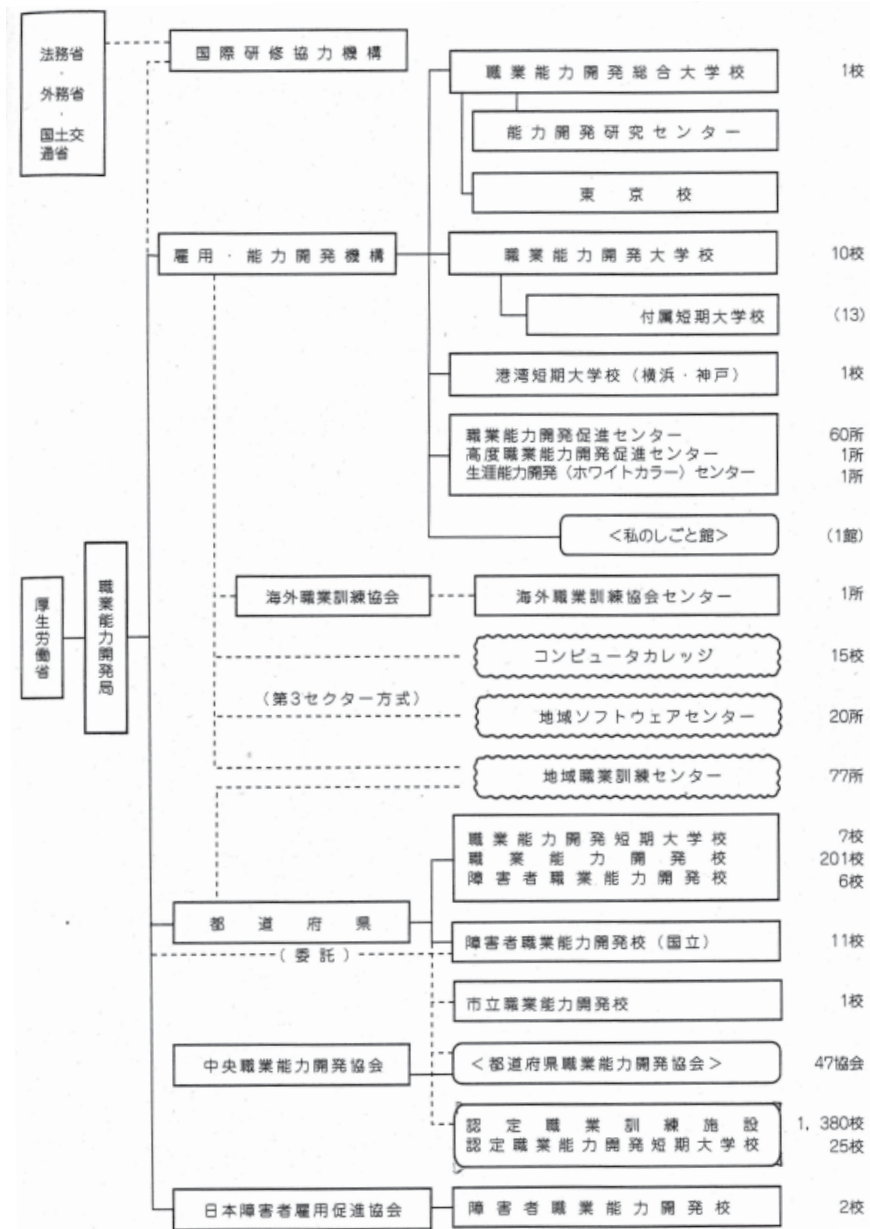 法務省
・
外務省
・
国土交
通省
国際研修協力機構
職業能力開発総合大学校 1校
能力開発研究センター
東京校
雇用・能力開発機構
職業能力開発大学校 10校
付属短期大学校 (13)
港湾短期大学校(横浜・神戸) 1校
職業能力開発促進センター 60所
高度職業能力開発促進センター 1所
生涯能力開発(ホワイトカラー)センター 1所
<私のしごと館> (1館)
厚生労働省
職業能力開発局
海外職業訓練協会
海外職業訓練協会センター 1所
コンピュータカレッジ 15校
(第3セクター方式)
地域ソフトウェアセンター 20所
地域職業訓練センター 77所
職業能力開発短期大学校 7校
職業能力開発校 201校
障害者職業能力開発校 6校
都道府県
(委託)
障害者職業能力開発校(国立) 11校
市立職業能力開発校 1校
中央職業能力開発協会
<都道府県職業能力開発協会> 47協会
認定職業訓練施設 1,380校
認定職業能力開発短期大学校 25校
日本障害者雇用促進協会
障害者職業能力開発校 2校